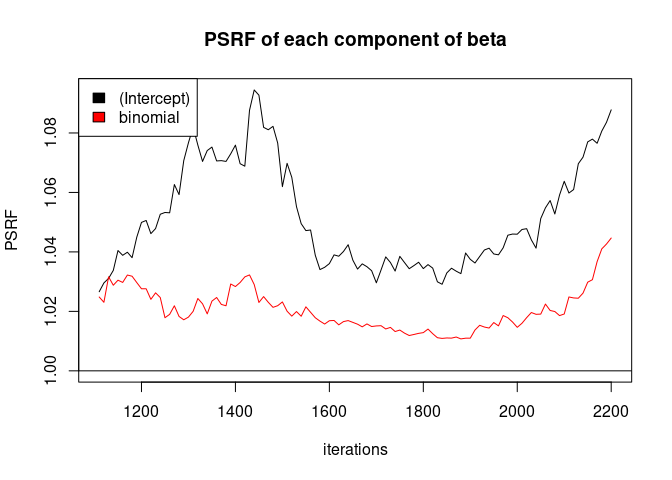 PSRF of each component of beta
(Intercept)
binomial
PSRF
1.08
1.06
1.04
1.02
1.00
1200 1400 1600 1800 2000 2200
iterations